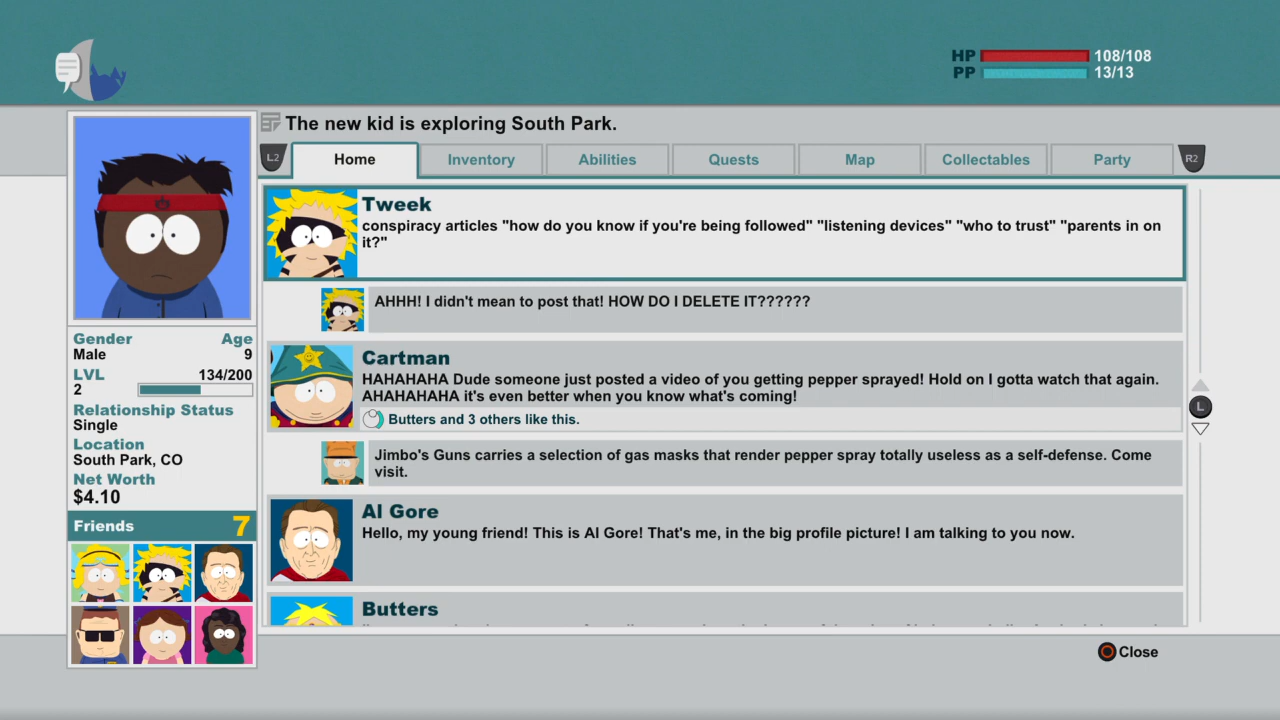 HP 108/108
PP 13/13
The new kid is exploring South Park.
L2 Home Inventory Abilities Quests Map Collectables Party R2
Gender Age
Male 9
LVL 134/200
2
Relationship Status
Single
Location
South Park, CO
Net Worth
$4.10
Friends 7
Tweek
conspiracy articles "how do you know if you're being followed" "listening devices" "who to trust" "parents in on
it?"
AHHH! I didn't mean to post that! HOW DO I DELETE IT??????
Cartman
HAHAHAHA Dude someone just posted a video of you getting pepper sprayed! Hold on I gotta watch that again.
AHAHAHAHA it's even better when you know what's coming!
Butters and 3 others like this.
Jimbo's Guns carries a selection of gas masks that render pepper spray totally useless as a self-defense. Come
visit.
Al Gore
Hello, my young friend! This is Al Gore! That's me, in the big profile picture! I am talking to you now.
Butters
L
Close